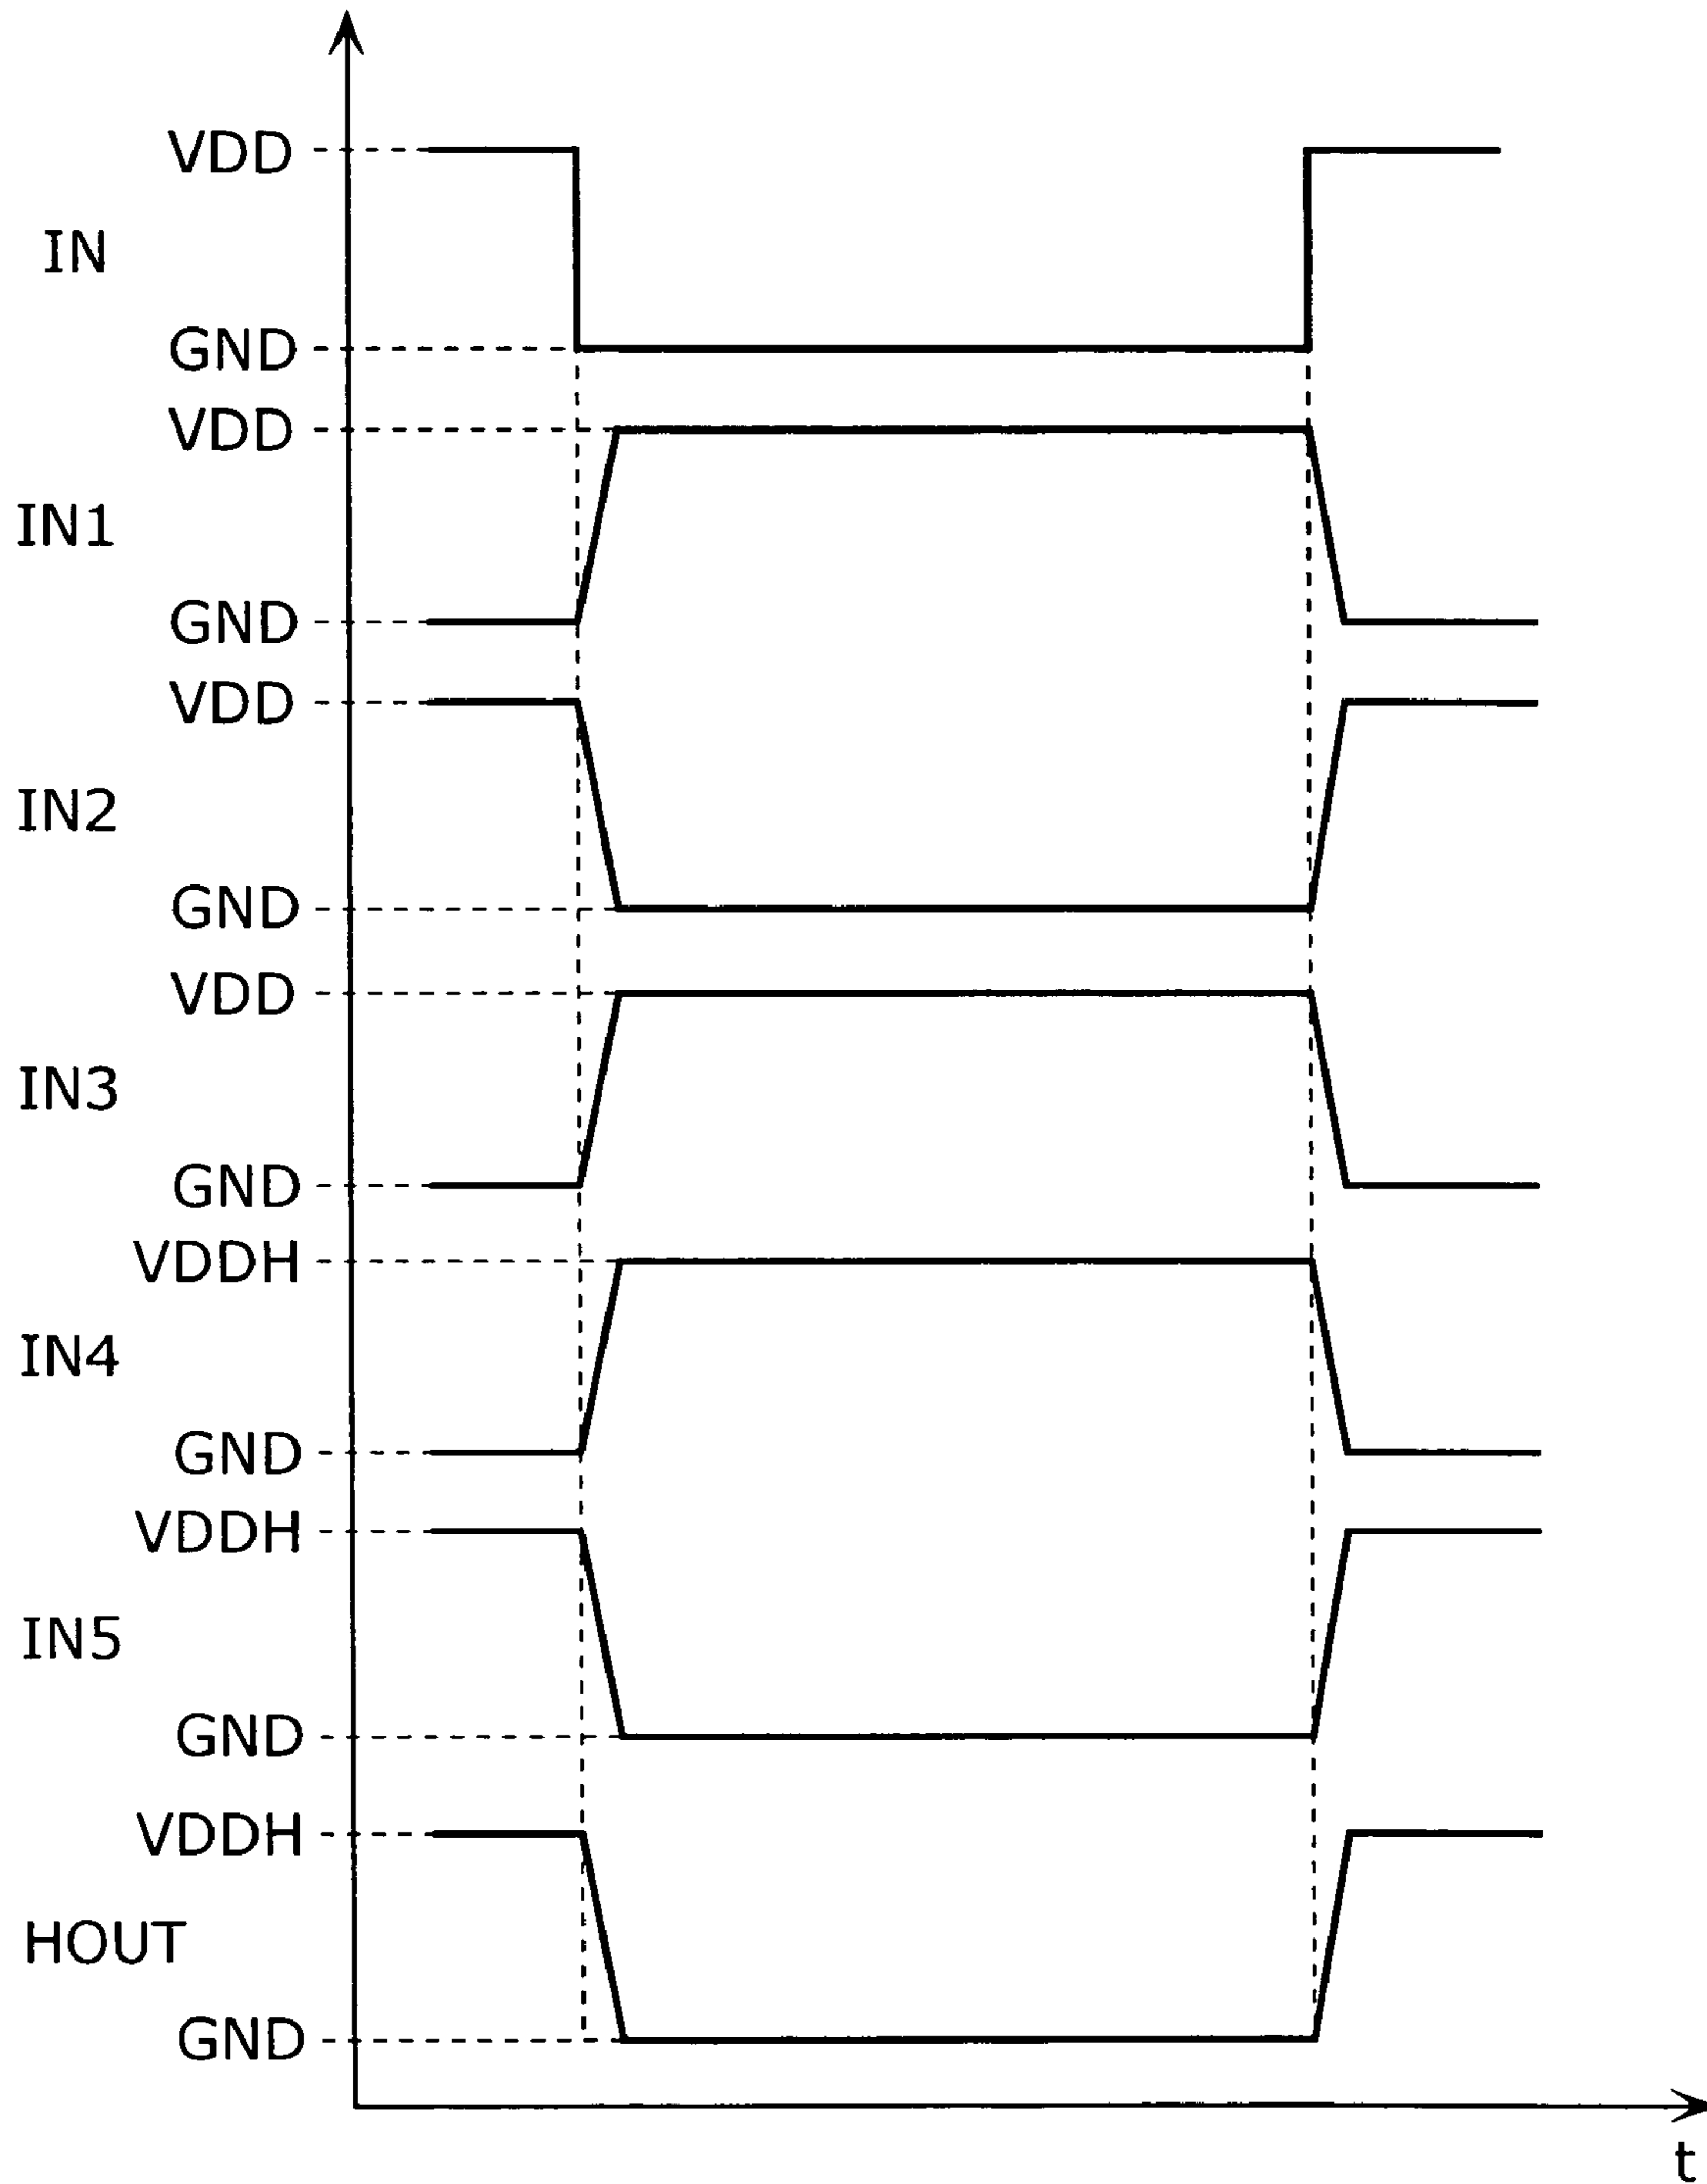 VDD
IN
GND
VDD
IN1
GND
VDD
IN2
GND
VDD
IN3
GND
VDDH
IN4
GND
VDDH
IN5
GND
VDDH
HOUT
GND
t